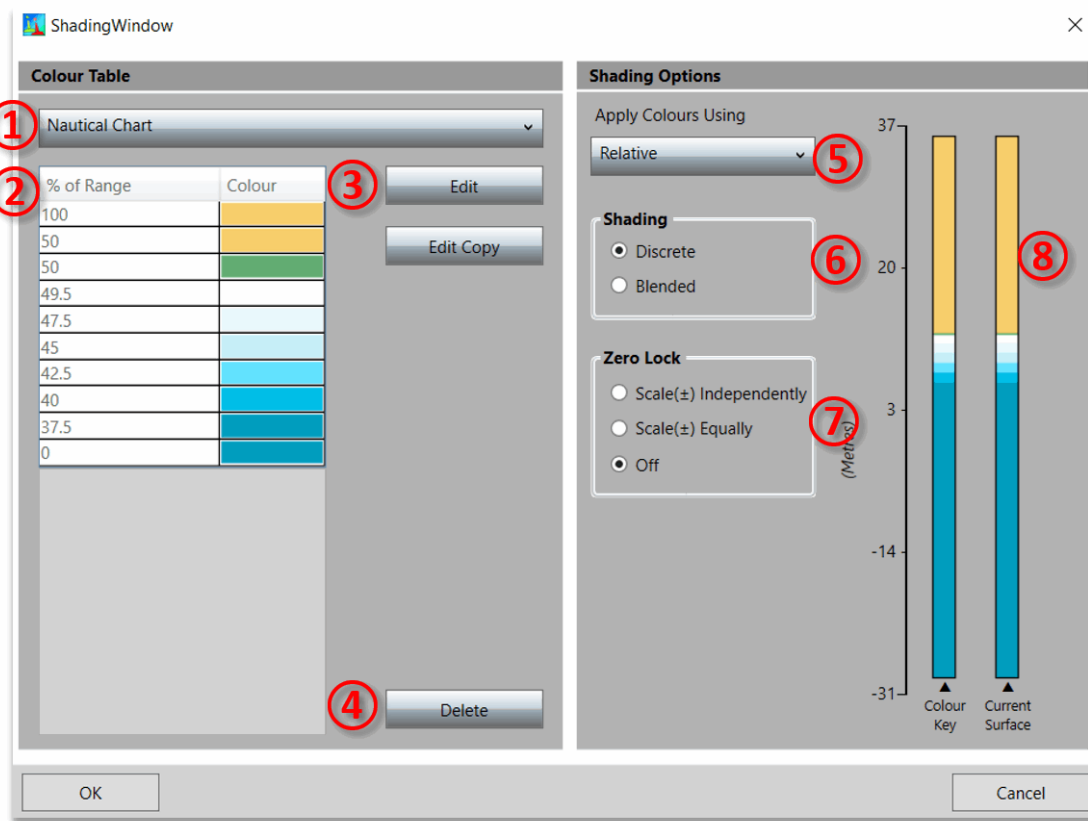 ShadingWindow
Colour Table
1
Nautical Chart
2
% of Range Colour
100
50
50
49.5
47.5
45
42.5
40
37.5
0
3
Edit
Edit Copy
4
Delete
Shading Options
Apply Colours Using
Relative
5
Shading
Discrete
Blended
6
Zero Lock
Scale(±) Independently
Scale(±) Equally
Off
7
37
20
3
-14
-31
(Metres)
8
Colour
Key
Current
Surface
OK
Cancel